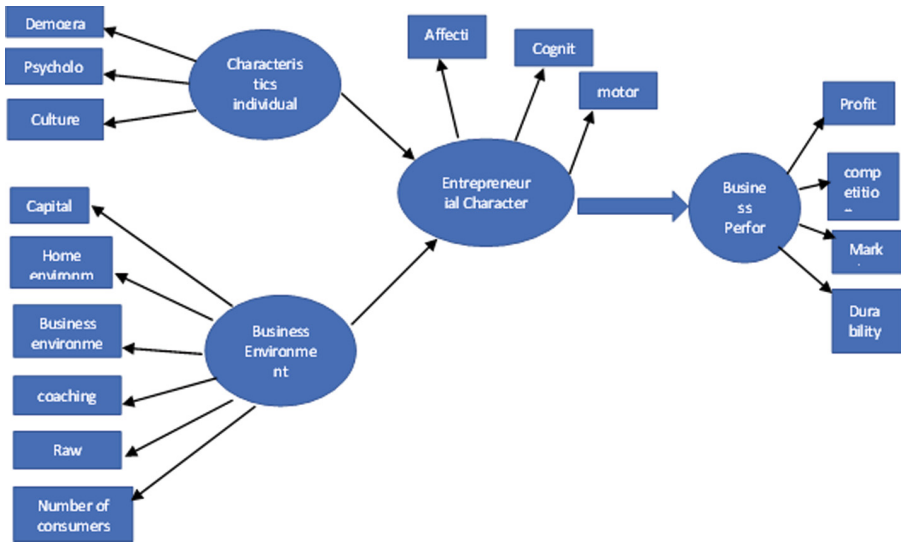 Demogra
Psycholo
Culture
Characteris
tics
individual
Affecti
Cognit
motor
Entrepreneur
ial Character
Capital
Home
environm
Business
environme
coaching
Raw
Number of
consumers
Business
Environme
nt
Busine
ss
Perfor
Profit
comp
etitio
Mark
Dura
bility